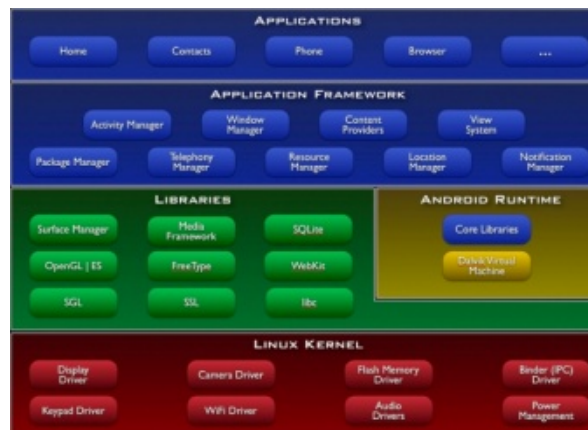 APPLICATIONS
Home
Contacts
Phone
Browser
...
APPLICATION FRAMEWORK
Activity Manager
Window
Manager
Content
Providers
View
System
Package Manager
Telephony
Manager
Resource
Manager
Location
Manager
Notification
Manager
LIBRARIES
Surface Manager
Media
Framework
SQLite
OpenGL | ES
FreeType
WebKit
SGL
SSL
libc
ANDROID RUNTIME
Core Libraries
Dalvik Virtual
Machine
LINUX KERNEL
Display
Driver
Camera Driver
Flash Memory
Driver
Binder (IPC)
Driver
Keypad Driver
WiFi Driver
Audio
Drivers
Power
Management